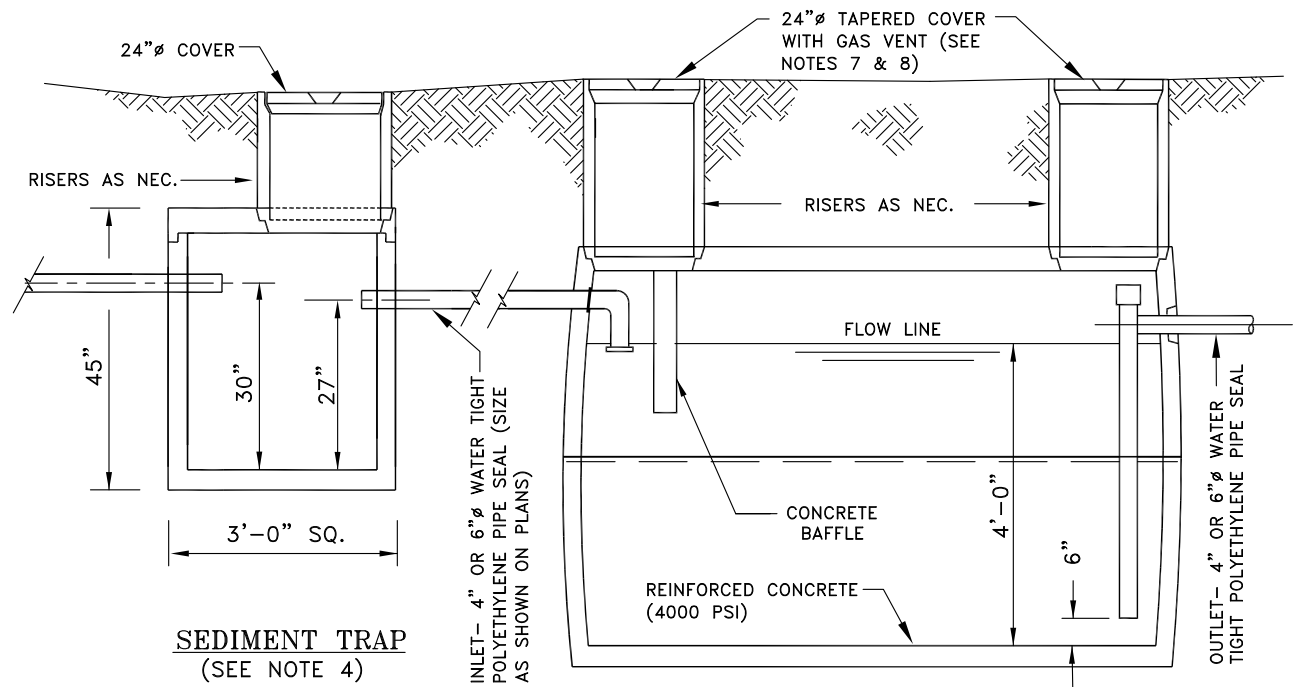 24”ø COVER
24”ø TAPERED COVER
WITH GAS VENT (SEE
NOTES 7 & 8)
RISERS AS NEC.
RISERS AS NEC.
45”
30”
27”
3’-0” SQ.
SEDIMENT TRAP
(SEE NOTE 4)
INLET- 4” OR 6”ø WATER TIGHT
POLYETHYLENE PIPE SEAL (SIZE
AS SHOWN ON PLANS)
FLOW LINE
CONCRETE
BAFFLE
4’-0”
6”
REINFORCED CONCRETE
(4000 PSI)
OUTLET- 4” OR 6”ø WATER
TIGHT POLYETHYLENE PIPE SEAL